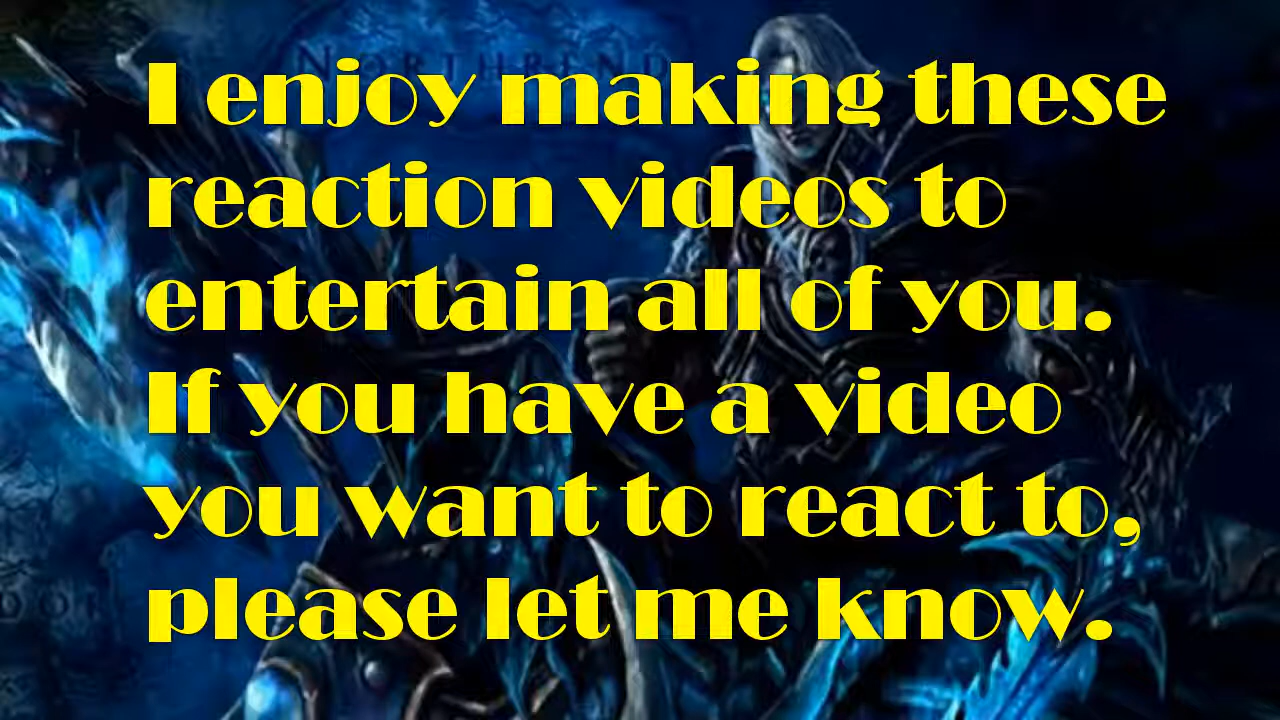 NORTHREND
I enjoy making these
reaction videos to
entertain all of you.
If you have a video
you want to react to,
please let me know.